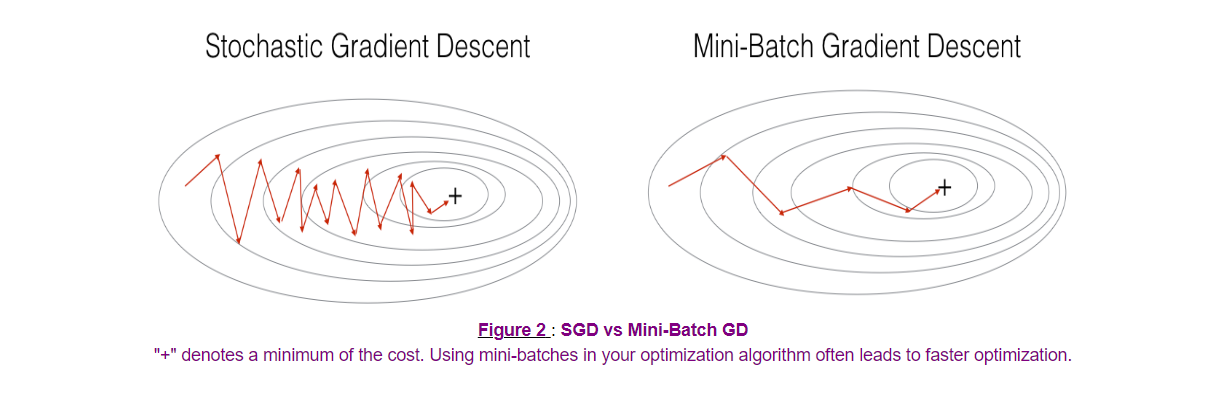 Stochastic Gradient Descent
Mini-Batch Gradient Descent
+
+
Figure 2 : SGD vs Mini-Batch GD
"+" denotes a minimum of the cost. Using mini-batches in your optimization algorithm often leads to faster optimization.